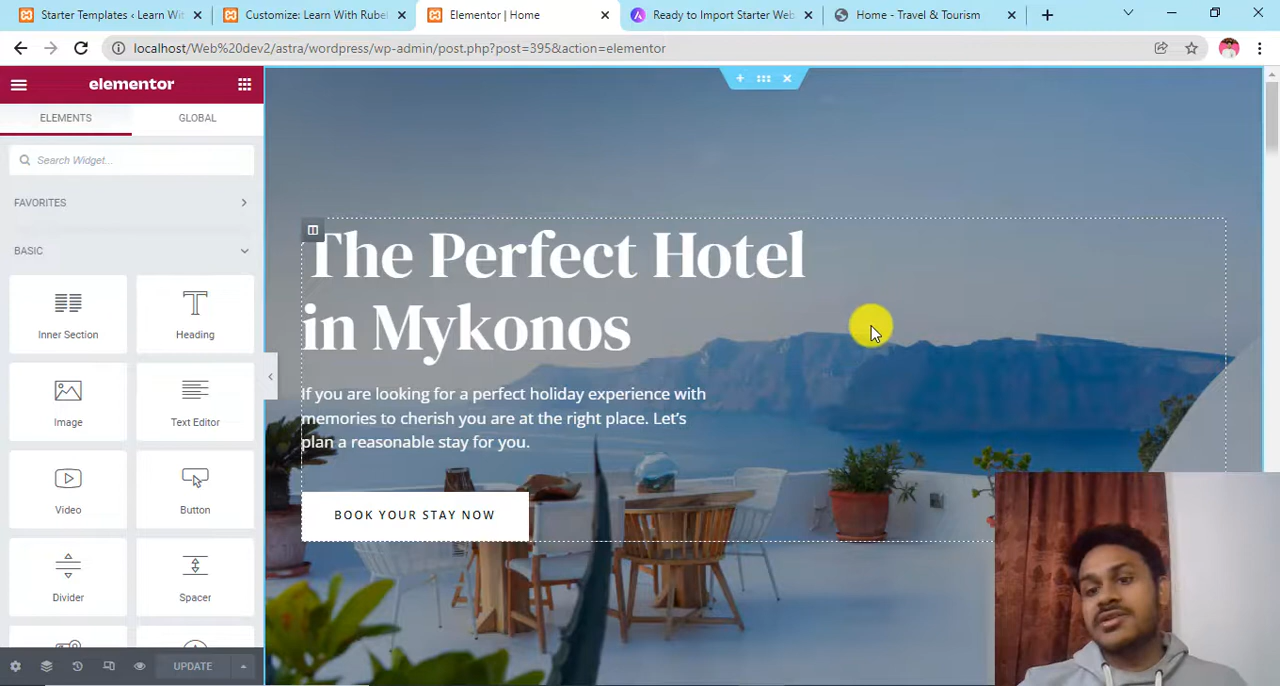 Starter Templates ‹ Learn Wit
Customize: Learn With Rube
Elementor | Home
Ready to Import Starter Web
Home - Travel & Tourism
localhost/Web%20dev2/astra/wordpress/wp-admin/post.php?post=395&action=elementor
elementor
ELEMENTS
GLOBAL
Search Widget...
FAVORITES
BASIC
Inner Section
Heading
Image
Text Editor
Video
Button
Divider
Spacer
UPDATE
The Perfect Hotel
in Mykonos
If you are looking for a perfect holiday experience with
memories to cherish you are at the right place. Let's
plan a reasonable stay for you.
BOOK YOUR STAY NOW